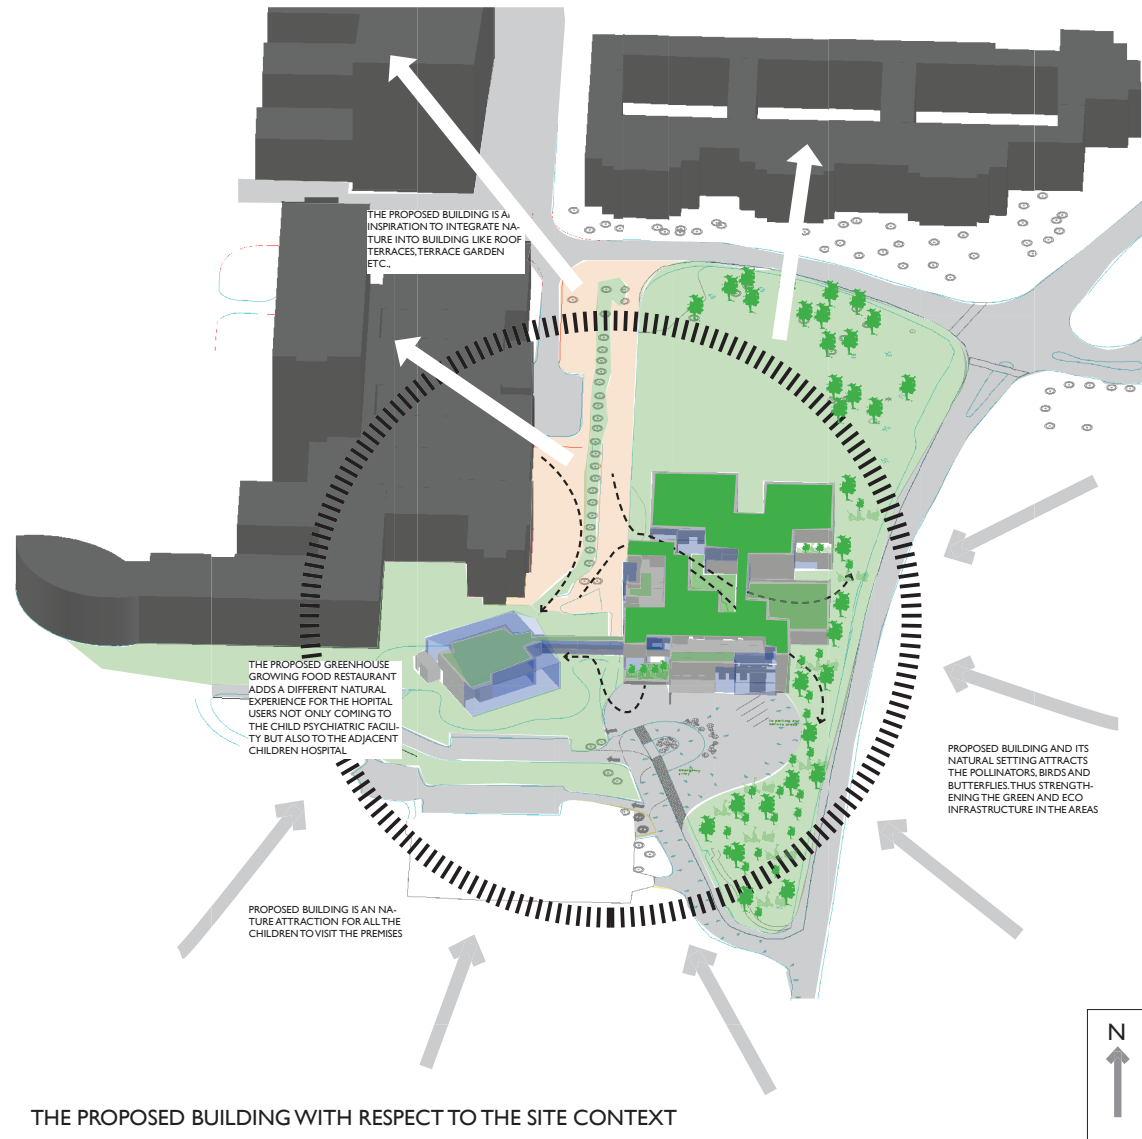 THE PROPOSED BUILDING IS AN
INSPIRATION TO INTEGRATE NA-
TURE INTO BUILDING LIKE ROOF
TERRACES, TERRACE GARDEN
ETC.,
THE PROPOSED GREENHOUSE
GROWING FOOD RESTAURANT
ADDS A DIFFERENT NATURAL
EXPERIENCE FOR THE HOPITAL
USERS NOT ONLY COMING TO
THE CHILD PSYCHIATRIC FACILI-
TY BUT ALSO TO THE ADJACENT
CHILDREN HOSPITAL
PROPOSED BUILDING AND ITS
NATURAL SETTING ATTRACTS
THE POLLINATORS, BIRDS AND
BUTTERFLIES. THUS STRENGTH-
ENING THE GREEN AND ECO
INFRASTRUCTURE IN THE AREAS
PROPOSED BUILDING IS AN NA-
TURE ATTRACTION FOR ALL THE
CHILDREN TO VISIT THE PREMISES
N
THE PROPOSED BUILDING WITH RESPECT TO THE SITE CONTEXT